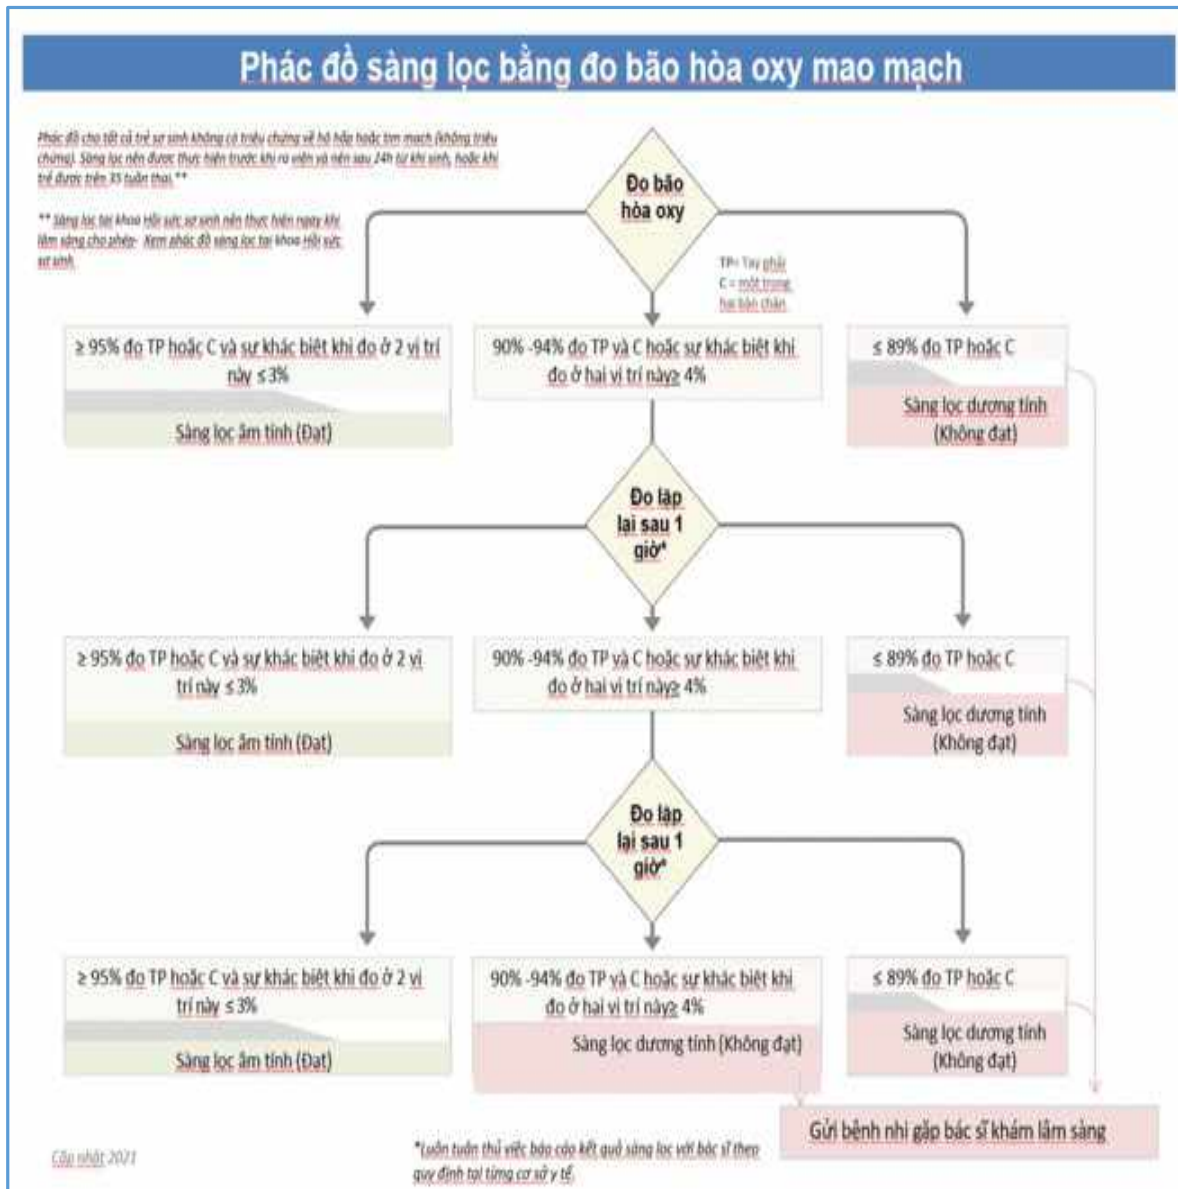 Phác đồ sàng lọc bằng đo bão hòa oxy mao mạch
Phác đồ cho tất cả trẻ sơ sinh không có triệu chứng về hô hấp hoặc tim mạch (không triệu
chứng). Sàng lọc nên được thực hiện trước khi ra viện và nên sau 24h từ khi sinh, hoặc khi
trẻ được trên 35 tuần thai.**
** Sàng lọc tại khoa Hồi sức sơ sinh nên thực hiện ngay khi
lâm sàng cho phép- Xem phác đồ sàng lọc tại khoa Hồi sức
sơ sinh
Đo bão
hòa oxy
TP= Tay phải
C = một trong
hai bàn chân
≥ 95% đo TP hoặc C và sự khác biệt khi đo ở 2 vị trí
này ≤ 3%
Sàng lọc âm tính (Đạt)
90% -94% đo TP và C hoặc sự khác biệt khi
đo ở hai vị trí này≥ 4%
≤ 89% đo TP hoặc C
Sàng lọc dương tính
(Không đạt)
Đo lặp
lại sau 1
giờ*
≥ 95% đo TP hoặc C và sự khác biệt khi đo ở 2 vị
trí này ≤ 3%
Sàng lọc âm tính (Đạt)
90% -94% đo TP và C hoặc sự khác biệt khi
đo ở hai vị trí này≥ 4%
≤ 89% đo TP hoặc C
Sàng lọc dương tính
(Không đạt)
Đo lặp
lại sau 1
giờ*
≥ 95% đo TP hoặc C và sự khác biệt khi đo ở 2 vị
trí này ≤ 3%
Sàng lọc âm tính (Đạt)
90% -94% đo TP và C hoặc sự khác biệt khi
đo ở hai vị trí này≥ 4%
Sàng lọc dương tính (Không đạt)
≤ 89% đo TP hoặc C
Sàng lọc dương tính
(Không đạt)
Gửi bệnh nhi gặp bác sĩ khám lâm sàng
Cập nhật 2021
*Luôn tuân thủ việc báo cáo kết quả sàng lọc với bác sĩ theo
quy định tại từng cơ sở y tế.